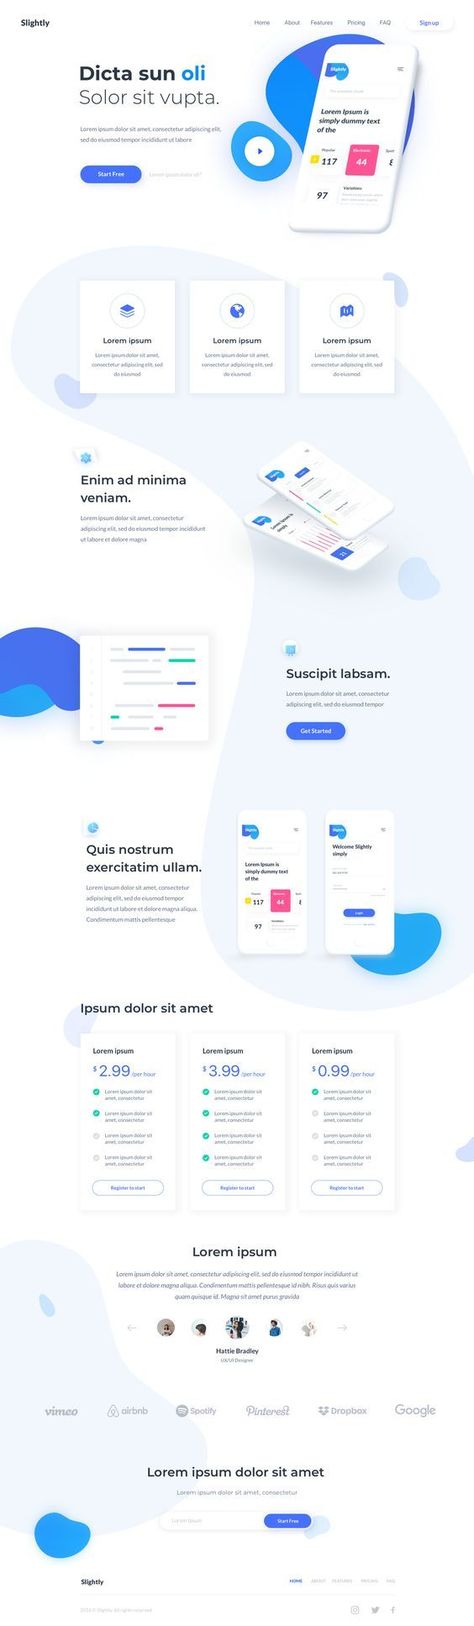 Slightly
Home About Features Pricing FAQ Sign up
Dicta sun oli
Solor sit vupta.
Lorem ipsum dolor sit amet, consectetur adipiscing elit,
sed do eiusmod tempor incididunt ut labore
Start Free Lorem ipsum dolor sit?
Slightly
Lorem Ipsum is
simply dummy text
of the
Popular
117
Electronic
44
97
Variations
Lorem ipsum
Lorem ipsum dolor sit amet,
consectetur adipiscing elit, sed
do eiusmod
Lorem ipsum
Lorem ipsum dolor sit amet,
consectetur adipiscing elit, sed
do eiusmod
Lorem ipsum
Lorem ipsum dolor sit amet,
consectetur adipiscing elit, sed
do eiusmod
Enim ad minima
veniam.
Lorem ipsum dolor sit amet, consectetur
adipiscing elit, sed do eiusmod tempor incididunt
ut labore et dolore magna
Suscipit labsam.
Lorem ipsum dolor sit amet, consectetur
adipiscing elit, sed do eiusmod tempor
Get Started
Quis nostrum
exercitatim ullam.
Lorem ipsum dolor sit amet, consectetur
adipiscing elit, sed do eiusmod tempor
incididunt ut labore et dolore magna aliqua.
Condimentum mattis pellentesque
Slightly
Lorem Ipsum is
simply dummy text
of the
Popular
117
44
97
Variations
Slightly
Welcome Slightly
simply
Login
Ipsum dolor sit amet
Lorem ipsum
$ 2.99 /per hour
Lorem ipsum dolor sit
amet, consectetur
Lorem ipsum dolor sit
amet, consectetur
Lorem ipsum dolor sit
amet, consectetur
Lorem ipsum dolor sit
amet, consectetur
Register to start
Lorem ipsum
$ 3.99 /per hour
Lorem ipsum dolor sit
amet, consectetur
Lorem ipsum dolor sit
amet, consectetur
Lorem ipsum dolor sit
amet, consectetur
Lorem ipsum dolor sit
amet, consectetur
Register to start
Lorem ipsum
$ 0.99 /per hour
Lorem ipsum dolor sit
amet, consectetur
Lorem ipsum dolor sit
amet, consectetur
Lorem ipsum dolor sit
amet, consectetur
Lorem ipsum dolor sit
amet, consectetur
Register to start
Lorem ipsum
Lorem ipsum dolor sit amet, consectetur adipiscing elit, sed do eiusmod tempor incididunt ut
labore et dolore magna aliqua. Condimentum mattis pellentesque id nibh. Risus quis varius
quam quisque id. Magna sit amet purus gravida
Hattie Bradley
UX/UI Designer
vimeo airbnb Spotify Pinterest Dropbox Google
Lorem ipsum dolor sit amet
Lorem ipsum dolor sit amet, consectetur
Lorem ipsum Start Free
Slightly
HOME ABOUT FEATURES PRICING FAQ